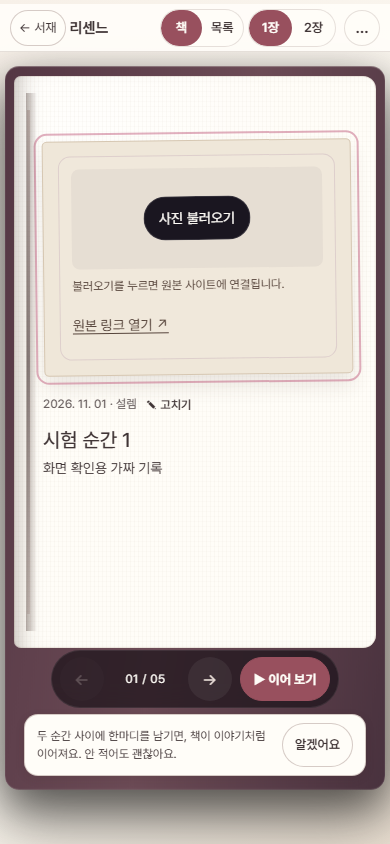 ← 서재 리센느 책 목록 1장 2장 ...
사진 불러오기
불러오기를 누르면 원본 사이트에 연결됩니다.
원본 링크 열기 ↗
2026. 11. 01 · 설렘 ✎ 고치기
시험 순간 1
화면 확인용 가짜 기록
← 01 / 05 → ▶ 이어 보기
두 순간 사이에 한마디를 남기면, 책이 이야기처럼
이어져요. 안 적어도 괜찮아요.
알겠어요